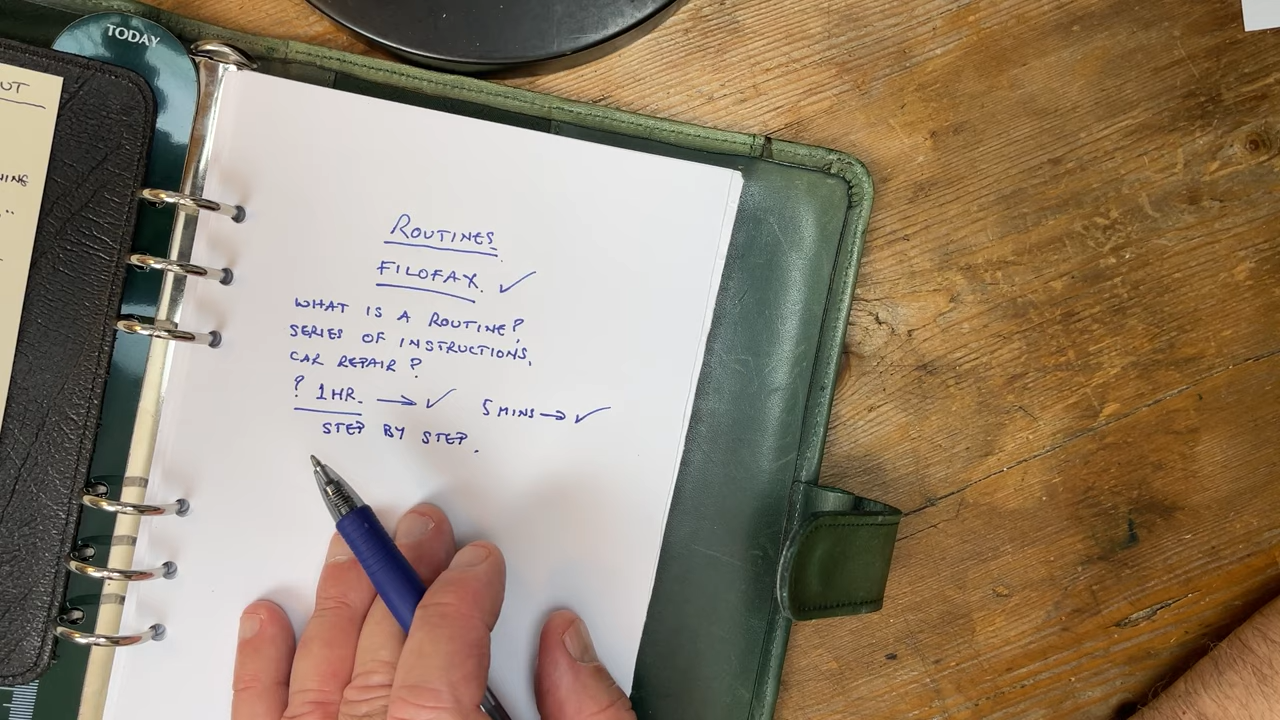 TODAY
ROUTINES.
FILOFAX. ✓
WHAT IS A ROUTINE?
SERIES OF INSTRUCTIONS.
CAR REPAIR?
? 1HR. → ✓ 5 MINS → ✓
STEP BY STEP.